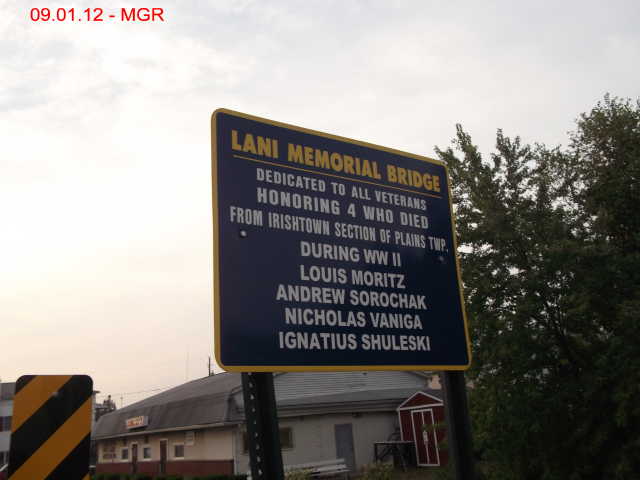 09.01.12 - MGR
LANI MEMORIAL BRIDGE
DEDICATED TO ALL VETERANS
HONORING 4 WHO DIED
FROM IRISHTOWN SECTION OF PLAINS TWP.
DURING WW II
LOUIS MORITZ
ANDREW SOROCHAK
NICHOLAS VANIGA
IGNATIUS SHULESKI